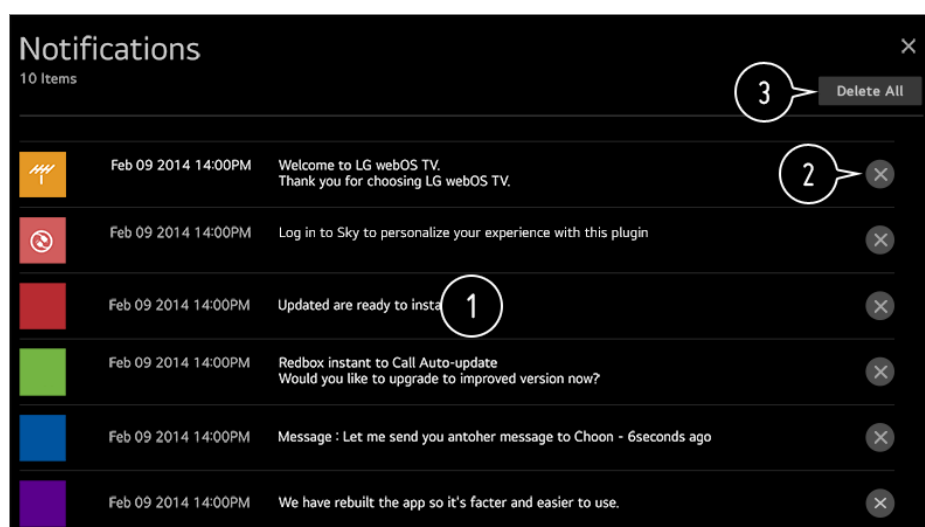 Notifications
10 Items
3
Delete All
Feb 09 2014 14:00PM
Welcome to LG webOS TV.
Thank you for choosing LG webOS TV.
2
Feb 09 2014 14:00PM
Log in to Sky to personalize your experience with this plugin
Feb 09 2014 14:00PM
Updated are ready to
1
Feb 09 2014 14:00PM
Redbox instant to Call Auto-update
Would you like to upgrade to improved version now?
Feb 09 2014 14:00PM
Message : Let me send you antoher message to Choon - 6seconds ago
Feb 09 2014 14:00PM
We have rebuilt the app so it's facter and easier to use.